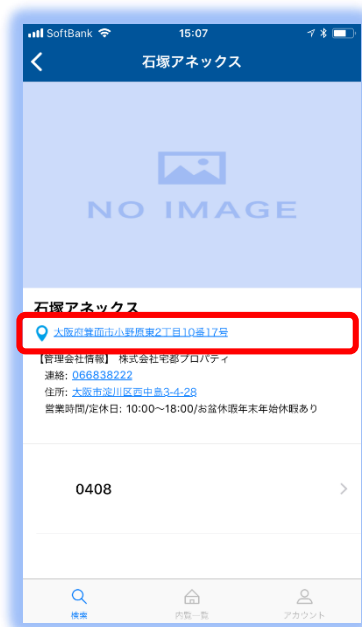 SoftBank 15:07
石塚アネックス
NO IMAGE
石塚アネックス
大阪府箕面市小野原東2丁目10番17号
【管理会社情報】 株式会社宅都プロパティ
連絡: 066838222
住所: 大阪市淀川区西中島3-4-28
営業時間/定休日: 10:00〜18:00/お盆休暇年末年始休暇あり
0408
検索 内覧一覧 アカウント